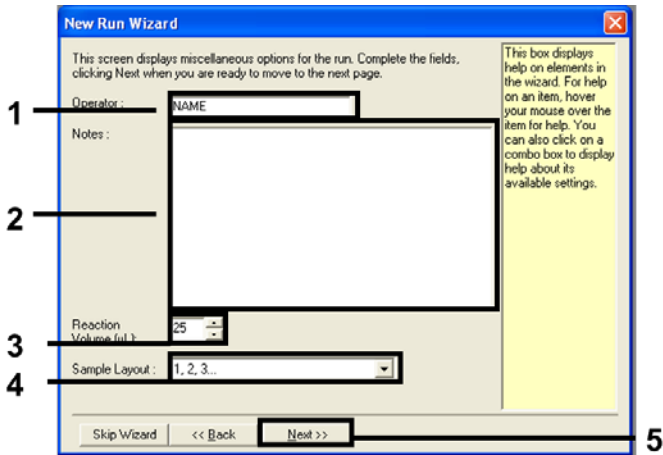 New Run Wizard
This screen displays miscellaneous options for the run. Complete the fields,
clicking Next when you are ready to move to the next page.
This box displays
help on elements in
the wizard. For help
on an item, hover
your mouse over the
item for help. You
can also click on a
combo box to display
help about its
available settings.
1
Operator :
NAME
Notes :
2
Reaction
Volume (µL):
25
3
Sample Layout :
1, 2, 3...
4
Skip Wizard
<< Back
Next >>
5